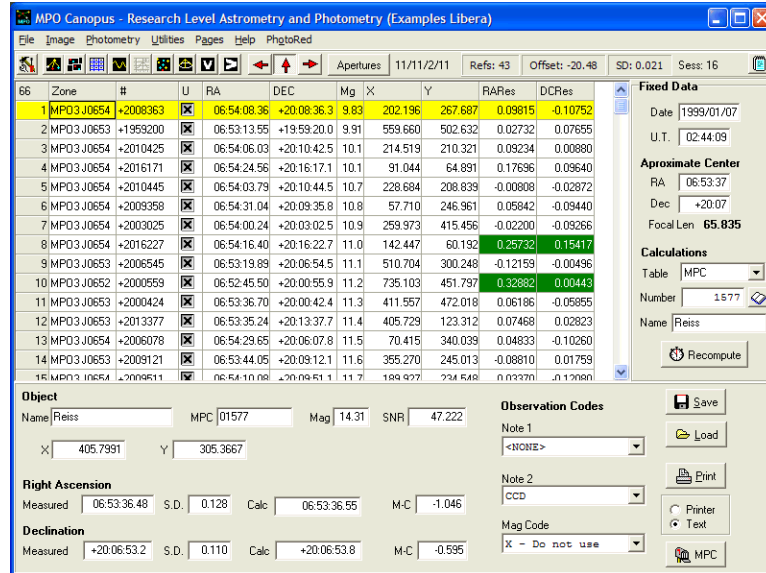 MPO Canopus - Research Level Astrometry and Photometry (Examples Libera)
File Image Photometry Utilities Pages Help PhotoRed
Apertures 11/11/2/11 Refs: 43 Offset: -20.48 SD: 0.021 Sess: 16
66 Zone # U RA DEC Mg X Y RARes DCRes
1 MPO3 J0654 +2008363 06:54:08.36 +20:08:36.3 9.83 202.196 267.687 0.09815 -0.10752
2 MPO3 J0653 +1959200 06:53:13.55 +19:59:20.0 9.91 559.660 502.632 0.02732 0.07655
3 MPO3 J0654 +2010425 06:54:06.03 +20:10:42.5 10.1 214.519 210.321 0.09234 0.00880
4 MPO3 J0654 +2016171 06:54:24.56 +20:16:17.1 10.1 91.044 64.891 0.17696 0.09640
5 MPO3 J0654 +2010445 06:54:03.79 +20:10:44.5 10.7 228.684 208.839 -0.00808 -0.02872
6 MPO3 J0654 +2009358 06:54:31.04 +20:09:35.8 10.8 57.710 246.961 0.05842 -0.09440
7 MPO3 J0654 +2003025 06:54:00.24 +20:03:02.5 10.9 259.973 415.456 -0.02200 -0.09266
8 MPO3 J0654 +2016227 06:54:16.40 +20:16:22.7 11.0 142.447 60.192 0.25732 0.15417
9 MPO3 J0653 +2006545 06:53:19.89 +20:06:54.5 11.1 510.704 300.248 -0.12159 -0.00496
10 MPO3 J0652 +2000559 06:52:45.50 +20:00:55.9 11.2 735.103 451.797 0.32882 0.00443
11 MPO3 J0653 +2000424 06:53:36.70 +20:00:42.4 11.3 411.557 472.018 0.06186 -0.05855
12 MPO3 J0653 +2013377 06:53:35.24 +20:13:37.7 11.4 405.729 123.312 0.07468 0.02823
13 MPO3 J0654 +2006078 06:54:29.65 +20:06:07.8 11.5 70.415 340.039 0.04833 -0.10260
14 MPO3 J0653 +2009121 06:53:44.05 +20:09:12.1 11.6 355.270 245.013 -0.08810 0.01759
15 MPO3 J0654 +2009511 06:54:10.08 +20:09:51.1 11.7 189.927 234.548 0.03370 -0.12080
Fixed Data
Date 1999/01/07
U.T. 02:44:09
Aproximate Center
RA 06:53:37
Dec +20:07
Focal Len 65.835
Calculations
Table MPC
Number 1577
Name Reiss
Recompute
Object
Name Reiss MPC 01577 Mag 14.31 SNR 47.222
X 405.7991 Y 305.3667
Right Ascension
Measured 06:53:36.48 S.D. 0.128 Calc 06:53:36.55 M-C -1.046
Declination
Measured +20:06:53.2 S.D. 0.110 Calc +20:06:53.8 M-C -0.595
Observation Codes
Note 1
<NONE>
Note 2
CCD
Mag Code
X - Do not use
Save
Load
Print
Printer
Text
MPC